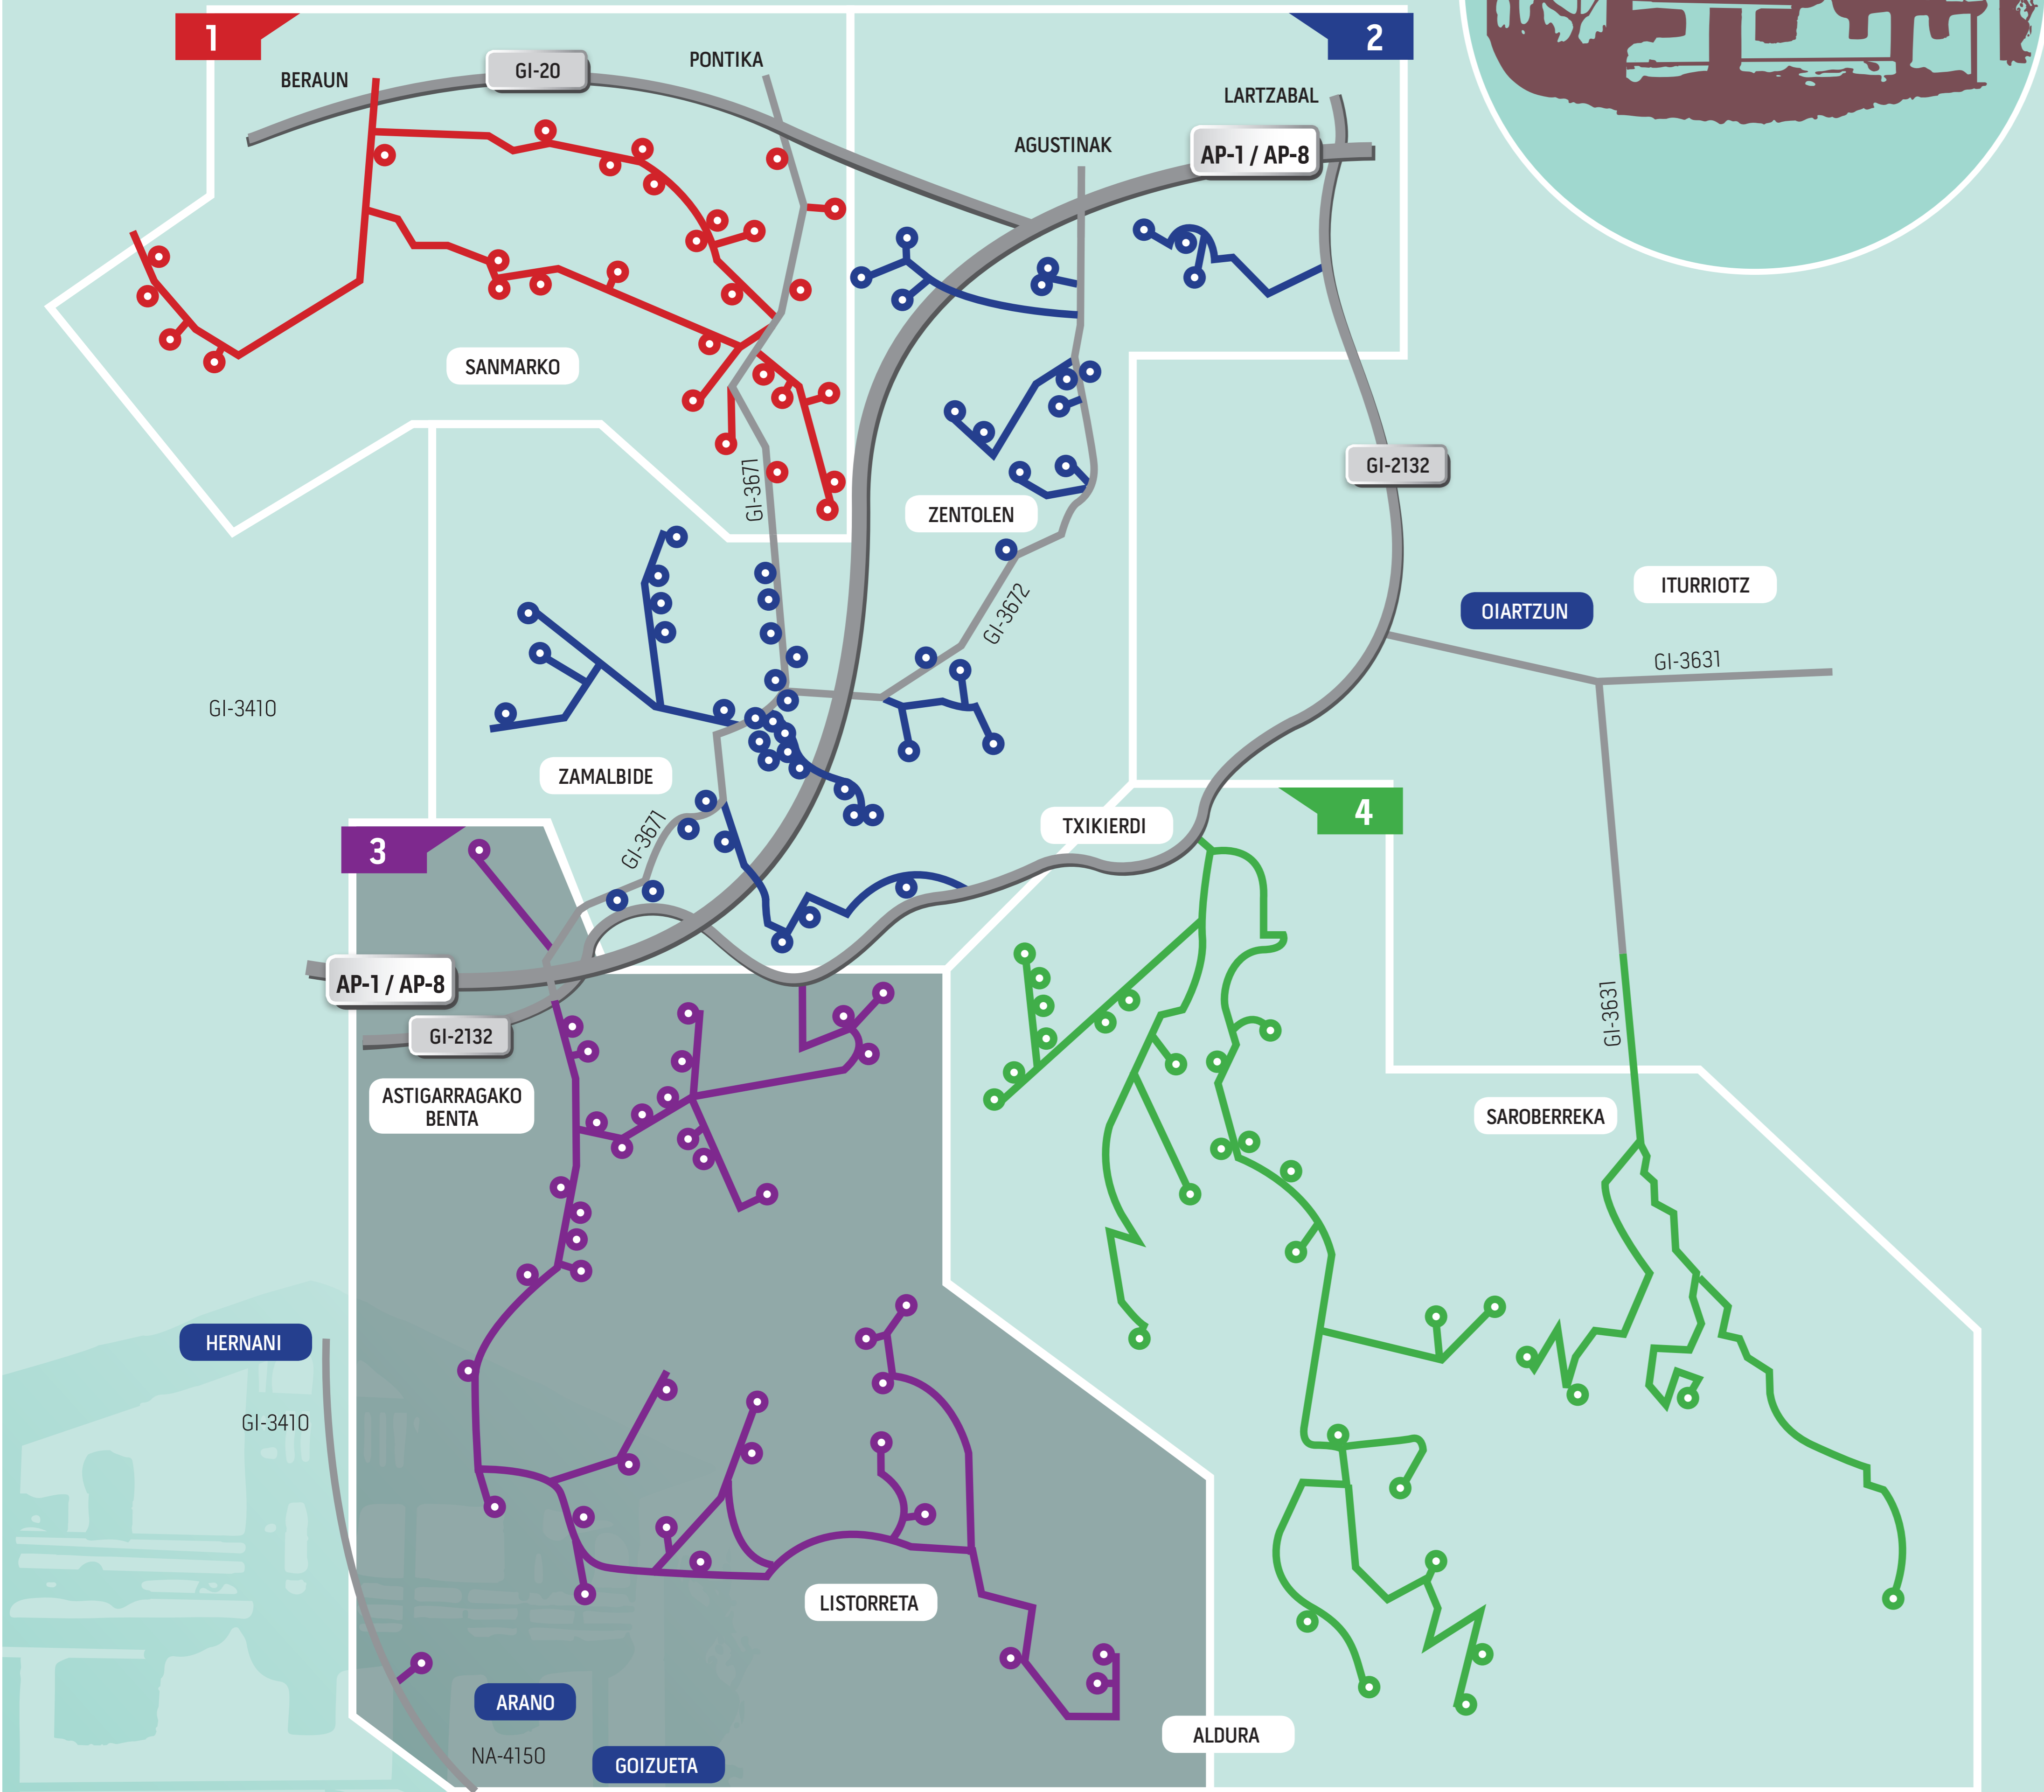 1
2
BERAUN
GI-20
PONTIKA
LARTZABAL
AGUSTINAK
AP-1 / AP-8
SANMARKO
GI-3671
GI-2132
ZENTOLEN
ITURRIOTZ
OIARTZUN
GI-3672
GI-3631
GI-3410
ZAMALBIDE
GI-3671
TXIKIERDI
4
3
AP-1 / AP-8
GI-3631
GI-2132
ASTIGARRAGAKO
BENTA
SAROBERREKA
HERNANI
GI-3410
LISTORRETA
ARANO
ALDURA
NA-4150
GOIZUETA